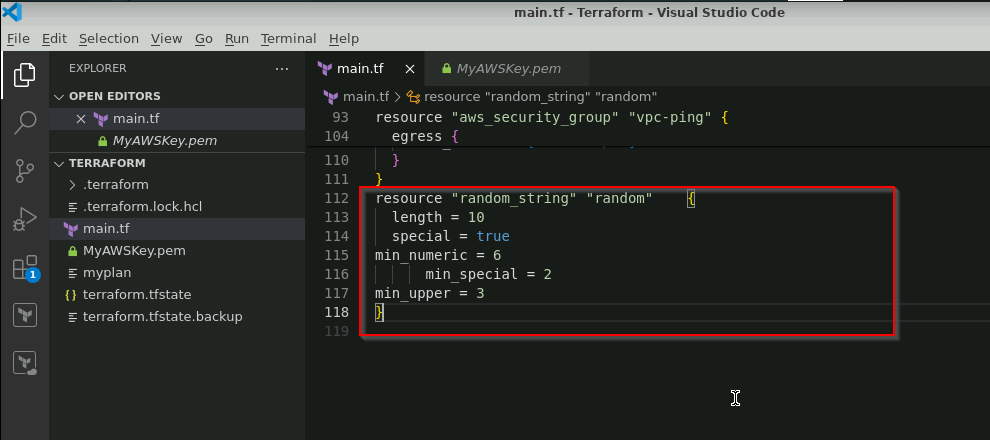 main.tf - Terraform - Visual Studio Code
File Edit Selection View Go Run Terminal Help
EXPLORER ...
main.tf MyAWSKey.pem
OPEN EDITORS
main.tf
MyAWSKey.pem
TERRAFORM
.terraform
.terraform.lock.hcl
main.tf
MyAWSKey.pem
myplan
{} terraform.tfstate
terraform.tfstate.backup
1
main.tf > resource "random_string" "random"
93 resource "aws_security_group" "vpc-ping" {
104 egress {
110 }
111 }
112 resource "random_string" "random" {
113 length = 10
114 special = true
115 min_numeric = 6
116 min_special = 2
117 min_upper = 3
118 }
119